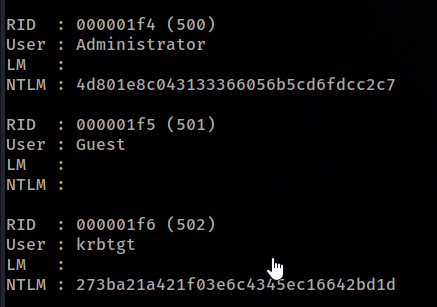 RID : 000001f4 (500)
User : Administrator
LM :
NTLM : 4d801e8c043133366056b5cd6fdcc2c7
RID : 000001f5 (501)
User : Guest
LM :
NTLM :
RID : 000001f6 (502)
User : krbtgt
LM :
NTLM : 273ba21a421f03e6c4345ec16642bd1d